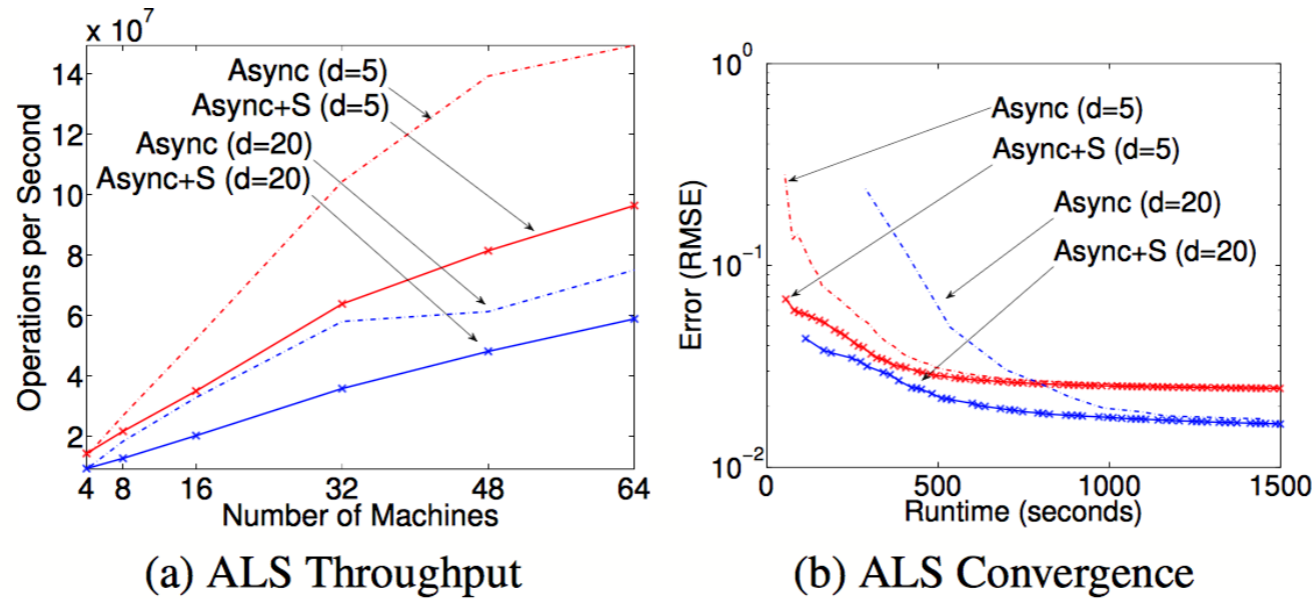 x 10^7
14
12
10
8
6
4
2
Operations per Second
4 8 16 32 48 64
Number of Machines
Async (d=5)
Async+S (d=5)
Async (d=20)
Async+S (d=20)
(a) ALS Throughput
10^0
10^-1
10^-2
Error (RMSE)
0 500 1000 1500
Runtime (seconds)
Async (d=5)
Async+S (d=5)
Async (d=20)
Async+S (d=20)
(b) ALS Convergence